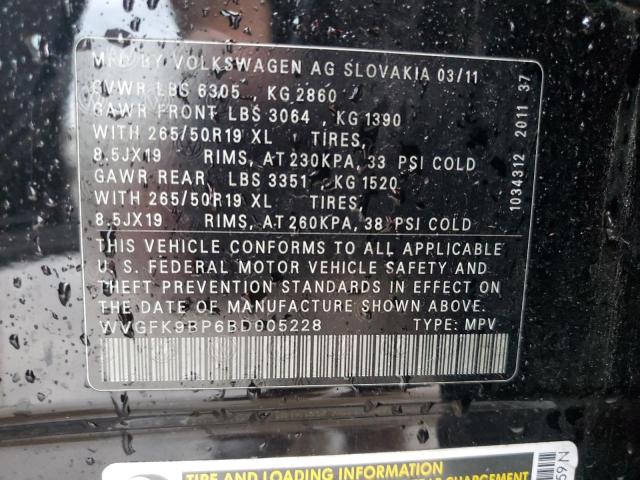 MFD BY VOLKSWAGEN AG SLOVAKIA 03/11
GVWR LBS 6305 KG 2860
GAWR FRONT LBS 3064 , KG 1390
WITH 265/50R19 XL TIRES,
8.5JX19 RIMS, AT 230KPA, 33 PSI COLD
GAWR REAR LBS 3351 , KG 1520
WITH 265/50R19 XL TIRES,
8.5JX19 RIMS, AT 260KPA, 38 PSI COLD
THIS VEHICLE CONFORMS TO ALL APPLICABLE
U. S. FEDERAL MOTOR VEHICLE SAFETY AND
THEFT PREVENTION STANDARDS IN EFFECT ON
THE DATE OF MANUFACTURE SHOWN ABOVE.
WVGFK9BP6BD005228 TYPE: MPV
1034312 2011 37
TIRE AND LOADING INFORMATION
CHARGEMENT
59N